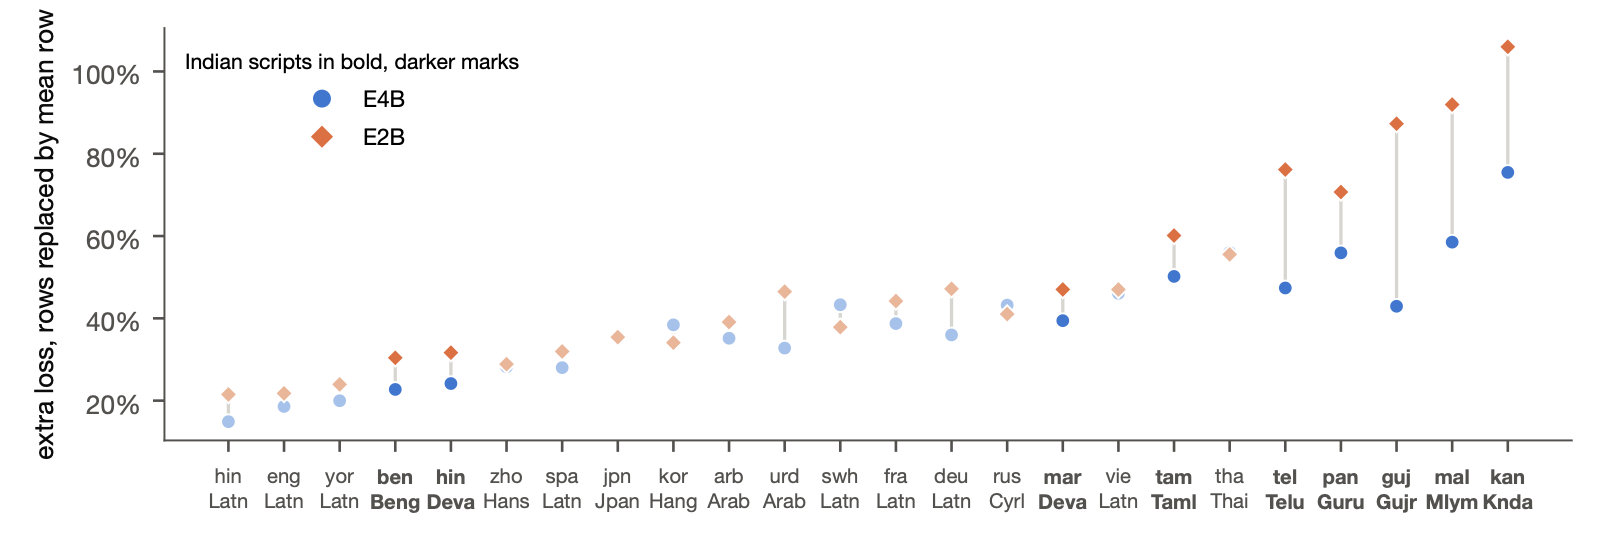 extra loss, rows replaced by mean row
Indian scripts in bold, darker marks
E4B
E2B
100%
80%
60%
40%
20%
hin eng yor ben hin zho spa jpn kor arb urd swh fra deu rus mar vie tam tha tel pan guj mal kan
Latn Latn Latn Beng Deva Hans Latn Jpan Hang Arab Arab Latn Latn Latn Cyrl Deva Latn Taml Thai Telu Guru Gujr Mlym Knda